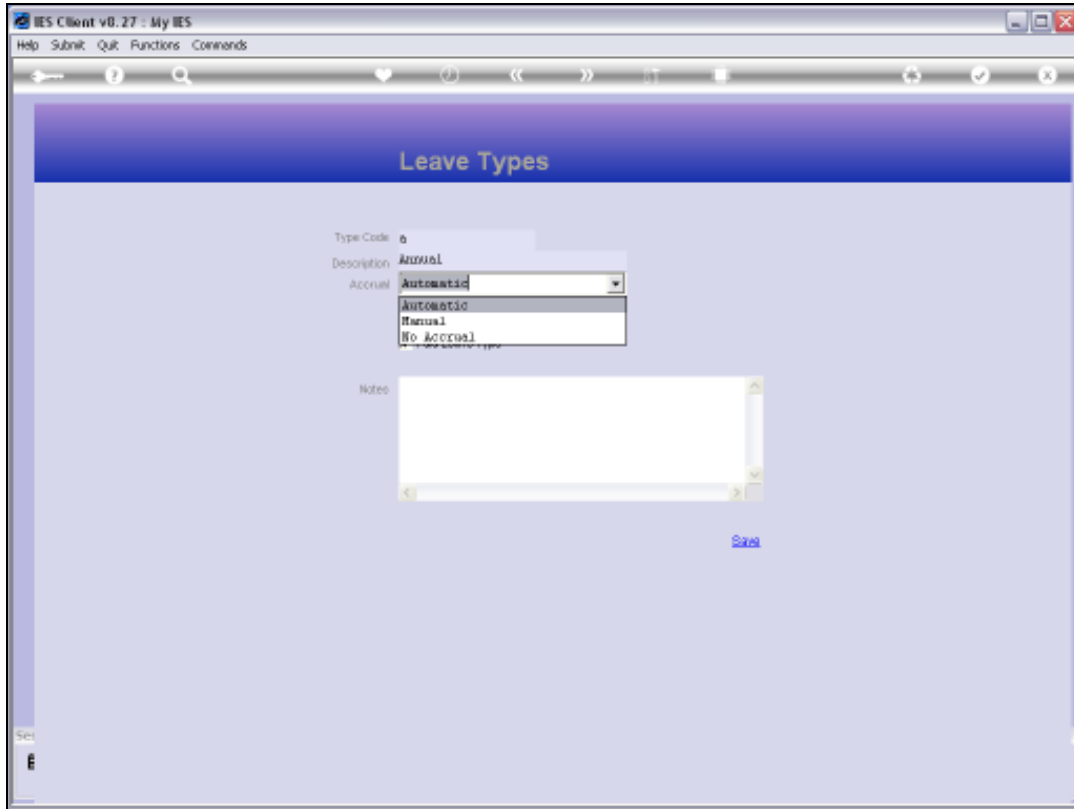 IES Client v8.27 : My IES
Help Submit Quit Functions Commands
Leave Types
Type Code
Description Annual
Accrual Automatic
Automatic
Manual
No Accrual
Notes
Save